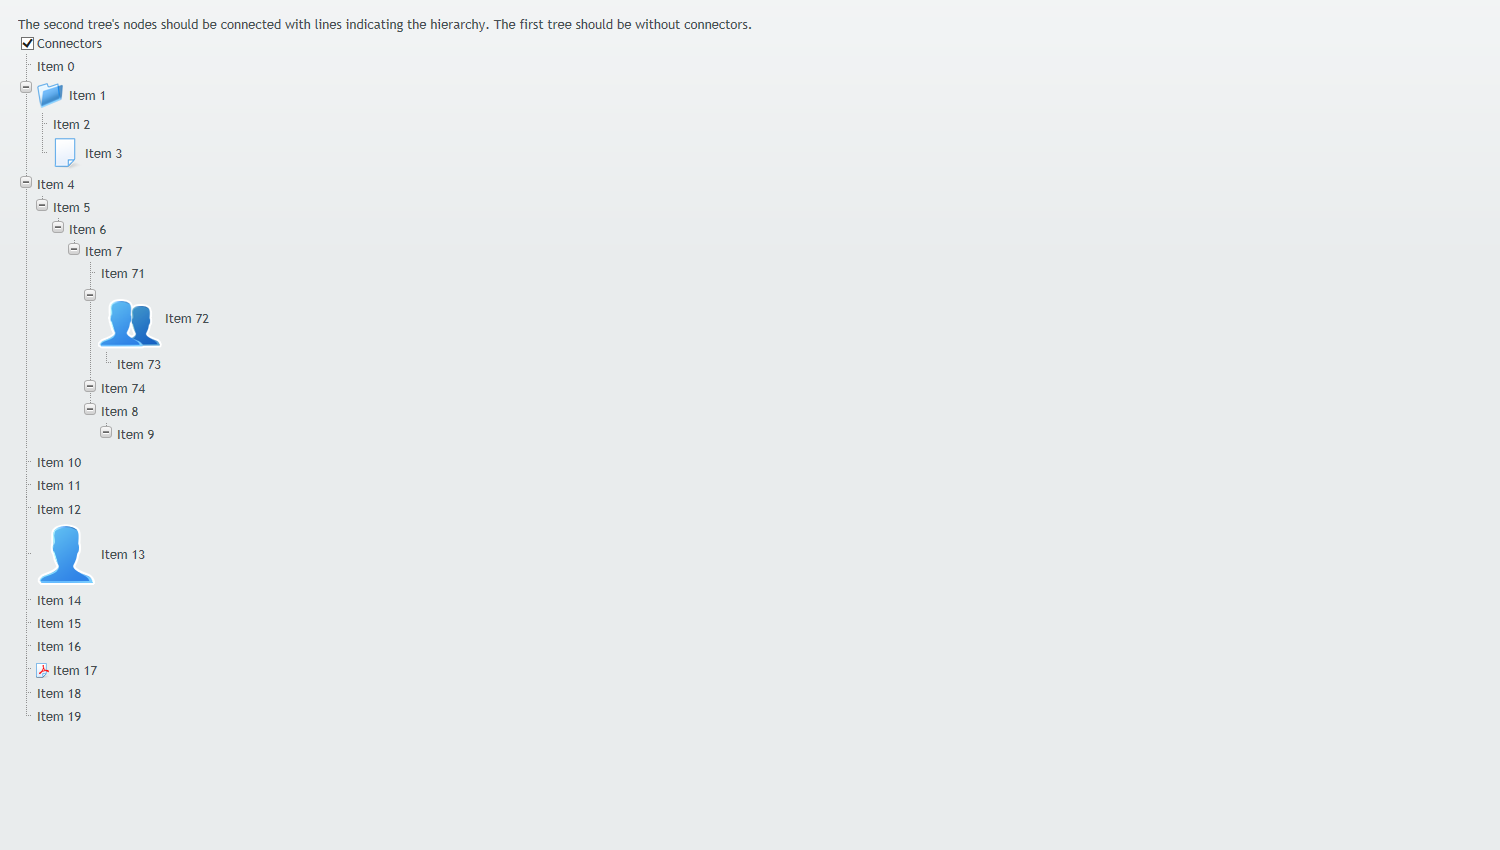 The second tree's nodes should be connected with lines indicating the hierarchy. The first tree should be without connectors.
Connectors
Item 0
Item 1
Item 2
Item 3
Item 4
Item 5
Item 6
Item 7
Item 71
Item 72
Item 73
Item 74
Item 8
Item 9
Item 10
Item 11
Item 12
Item 13
Item 14
Item 15
Item 16
Item 17
Item 18
Item 19